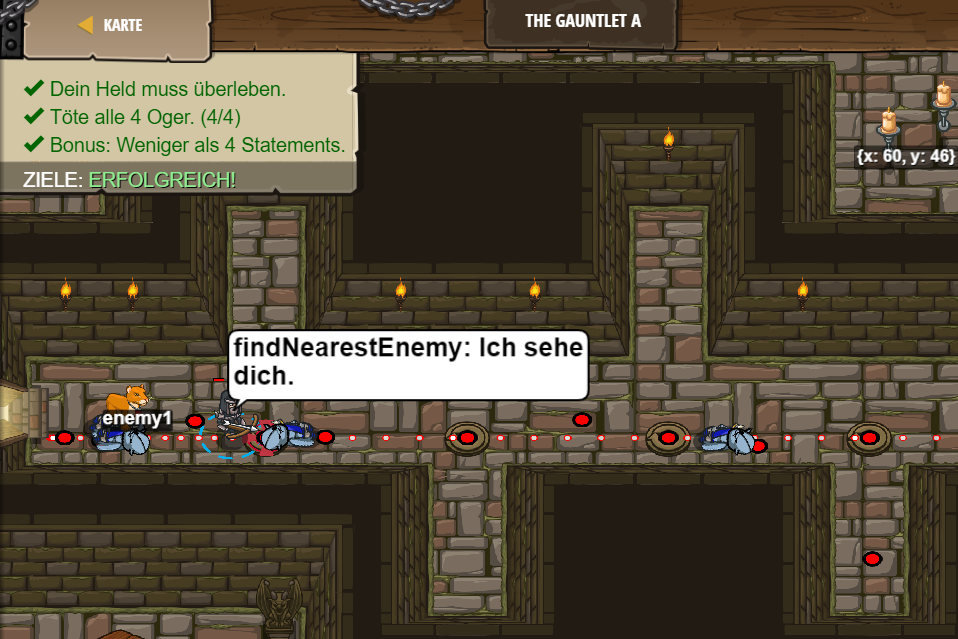 KARTE
THE GAUNTLET A
Dein Held muss überleben.
Töte alle 4 Oger. (4/4)
Bonus: Weniger als 4 Statements.
ZIELE: ERFOLGREICH!
{x: 60, y: 46}
findNearestEnemy: Ich sehe
dich.
enemy1